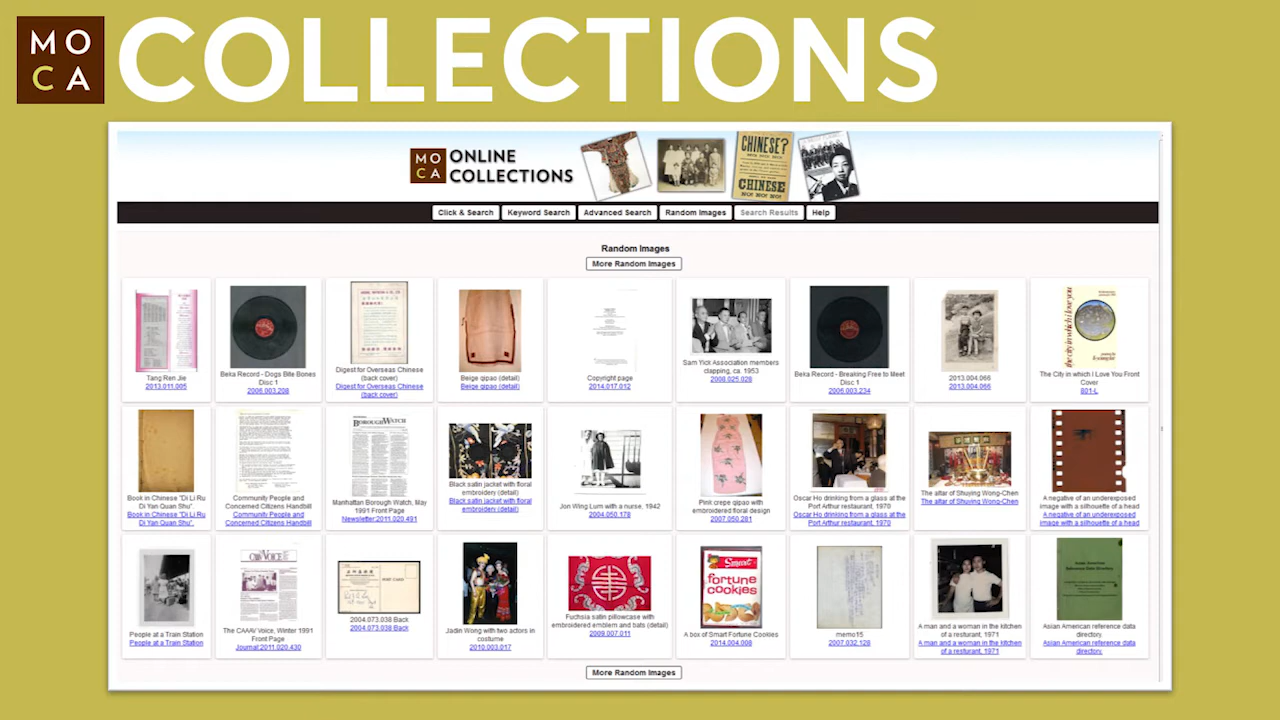 MO
CA
COLLECTIONS
MO
CA
ONLINE
COLLECTIONS
CHINESE?
CHINESE
Click & Search
Keyword Search
Advanced Search
Random Images
Search Results
Help
Random Images
More Random Images
Tang Ren Jie
2013.011.005
Beka Record - Dogs Bite Bones
Disc 1
2006.003.208
Digest for Overseas Chinese
(back cover)
Digest for Overseas Chinese
(back cover)
Beige qipao (detail)
Beige qipao (detail)
Copyright page
2014.017.012
Sam Yick Association members
clapping, ca. 1953
2008.025.028
Beka Record - Breaking Free to Meet
Disc 1
2006.003.234
2013.004.066
2013.004.066
the city in which i love you
The City in which I Love You Front
Cover
801-L
Book in Chinese "Di Li Ru
Di Yan Quan Shu".
Book in Chinese "Di Li Ru
Di Yan Quan Shu".
Community People and
Concerned Citizens Handbill
Community People and
Concerned Citizens Handbill
BOROUGH WATCH
Manhattan Borough Watch, May
1991 Front Page
Newsletter:2011.020.491
Black satin jacket with floral
embroidery (detail)
Black satin jacket with floral
embroidery (detail)
Jon Wing Lum with a nurse, 1942
2004.050.178
Pink crepe qipao with
embroidered floral design
2007.050.281
Oscar Ho drinking from a glass at the
Port Arthur restaurant, 1970
Oscar Ho drinking from a glass at the
Port Arthur restaurant, 1970
The altar of Shuying Wong-Chen
The altar of Shuying Wong-Chen
A negative of an underexposed
image with a silhouette of a head
A negative of an underexposed
image with a silhouette of a head
People at a Train Station
People at a Train Station
CAAAV VOICE
The CAAAV Voice, Winter 1991
Front Page
Journal:2011.020.430
POST CARD
2004.073.038 Back
2004.073.038 Back
Jadin Wong with two actors in
costume
2010.003.017
Fuchsia satin pillowcase with
embroidered emblem and bats (detail)
2009.007.011
Smart
fortune
cookies
A box of Smart Fortune Cookies
2014.004.008
memo15
2007.032.128
A man and a woman in the kitchen
of a resturant, 1971
A man and a woman in the kitchen
of a resturant, 1971
Asian American
Reference Data Directory
Asian American reference data
directory.
Asian American reference data
directory.
More Random Images